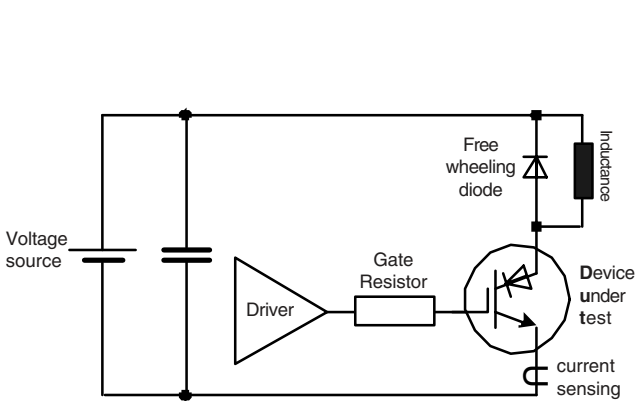 Free
wheeling
diode
Inductance
Voltage
source
Gate
Resistor
Driver
Device
under
test
current
sensing